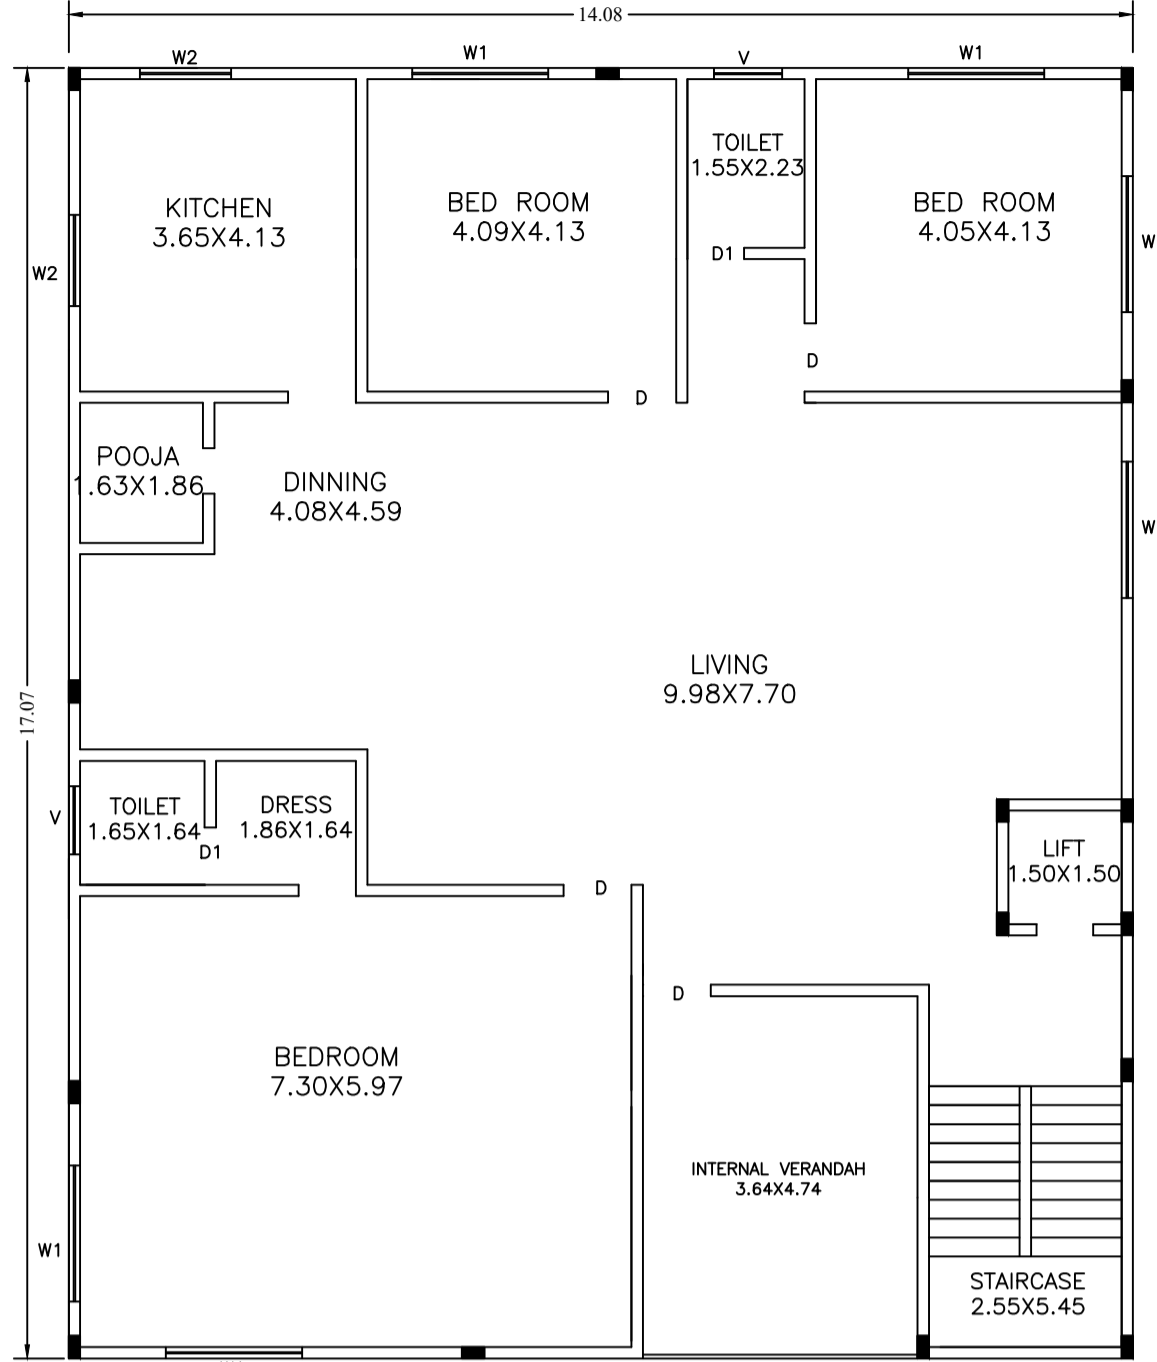 14.08
W2
W1
V
W1
TOILET
1.55X2.23
KITCHEN
3.65X4.13
BED ROOM
4.09X4.13
BED ROOM
4.05X4.13
W
W2
D1
D
D
POOJA
1.63X1.86
DINNING
4.08X4.59
W
LIVING
9.98X7.70
17.07
V
TOILET
1.65X1.64
DRESS
1.86X1.64
D1
LIFT
1.50X1.50
D
D
BEDROOM
7.30X5.97
INTERNAL VERANDAH
3.64X4.74
W1
STAIRCASE
2.55X5.45